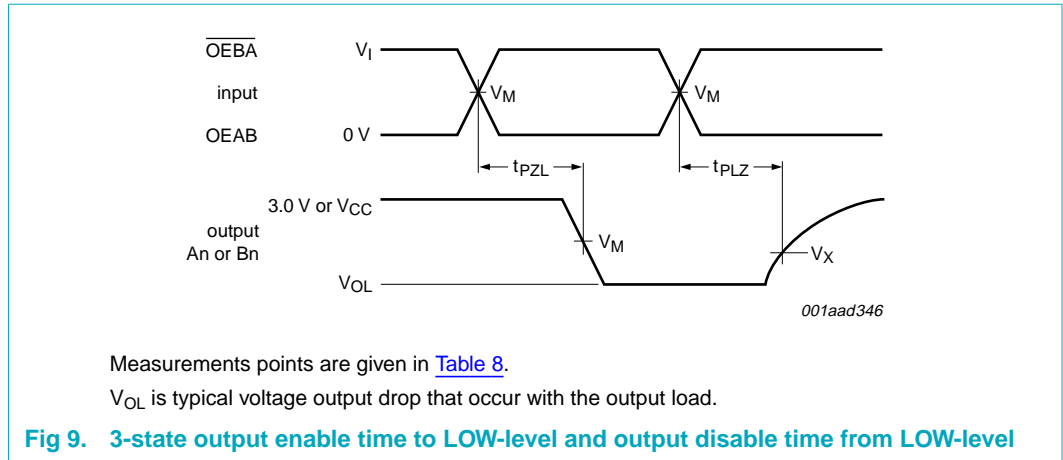 OEBA
V_I
input
V_M
V_M
OEAB
0 V
t_PZL
t_PLZ
3.0 V or V_CC
output
An or Bn
V_M
V_X
V_OL
001aad346
Measurements points are given in Table 8.
V_OL is typical voltage output drop that occur with the output load.
Fig 9. 3-state output enable time to LOW-level and output disable time from LOW-level